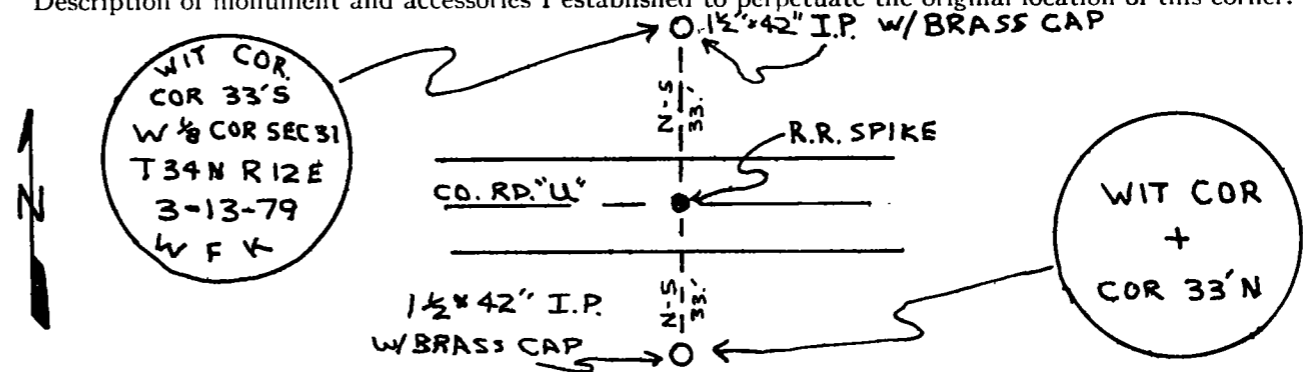 Description of monument and accessories I established to perpetuate the original location of this corner:
1½"x42" I.P. W/ BRASS CAP
WIT COR.
COR 33'S
W ⅛ COR SEC 31
T34N R12E
3-13-79
W F K
N
N-S
33.'
R.R. SPIKE
CO. RD. "U"
WIT COR
+
COR 33'N
N-S
33.'
1½"x42" I.P.
W/BRASS CAP